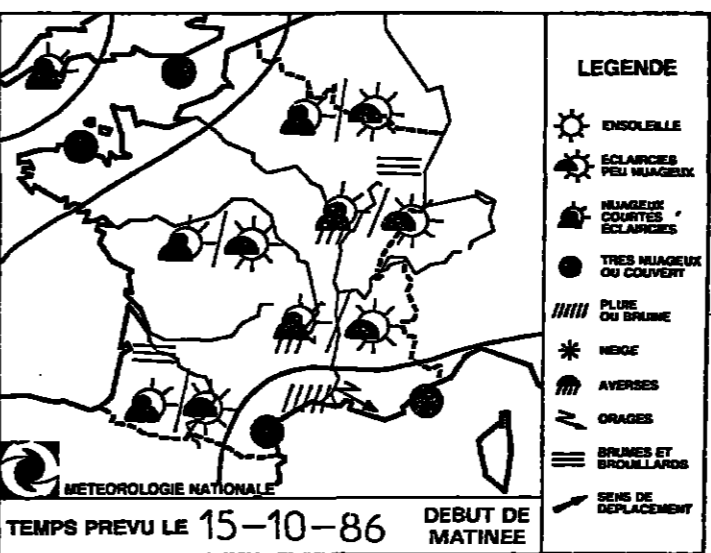 LEGENDE
ENSOLEILLE
ECLAIRCIES
PEU NUAGEUX
NUAGEUX
COURTES
ECLAIRCIES
TRES NUAGEUX
OU COUVERT
PLUIE
OU BRUINE
NEIGE
AVERSES
ORAGES
BRUMES ET
BROUILLARDS
SENS DE
DEPLACEMENT
METEOROLOGIE NATIONALE
TEMPS PREVU LE 15-10-86 DEBUT DE
MATINEE